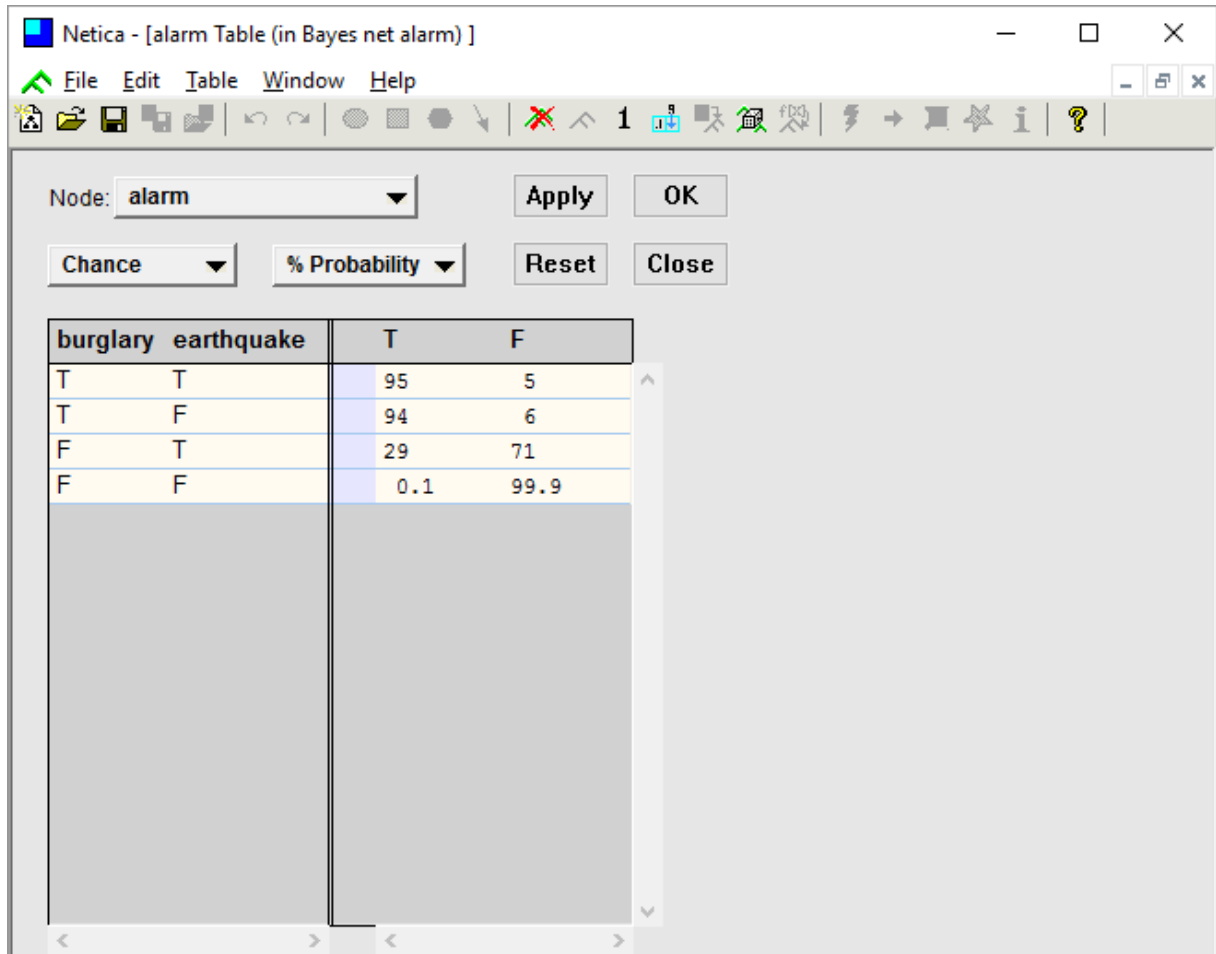 Netica - [alarm Table (in Bayes net alarm) ]
File Edit Table Window Help
1 f(x) i ?
Node: alarm Apply OK
Chance % Probability Reset Close
burglary earthquake T F
T T 95 5
T F 94 6
F T 29 71
F F 0.1 99.9